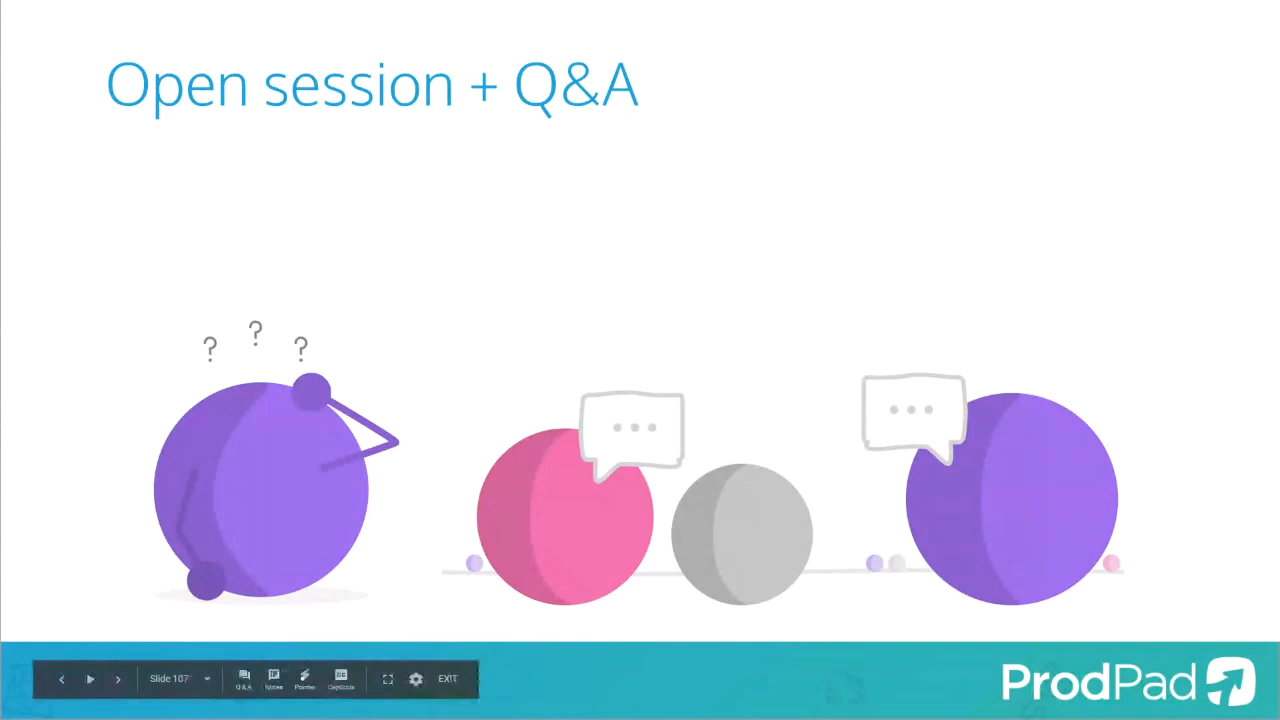 Open session + Q&A
? ? ?
Slide 107
Q&A Notes Pointer Captions
EXIT
ProdPad